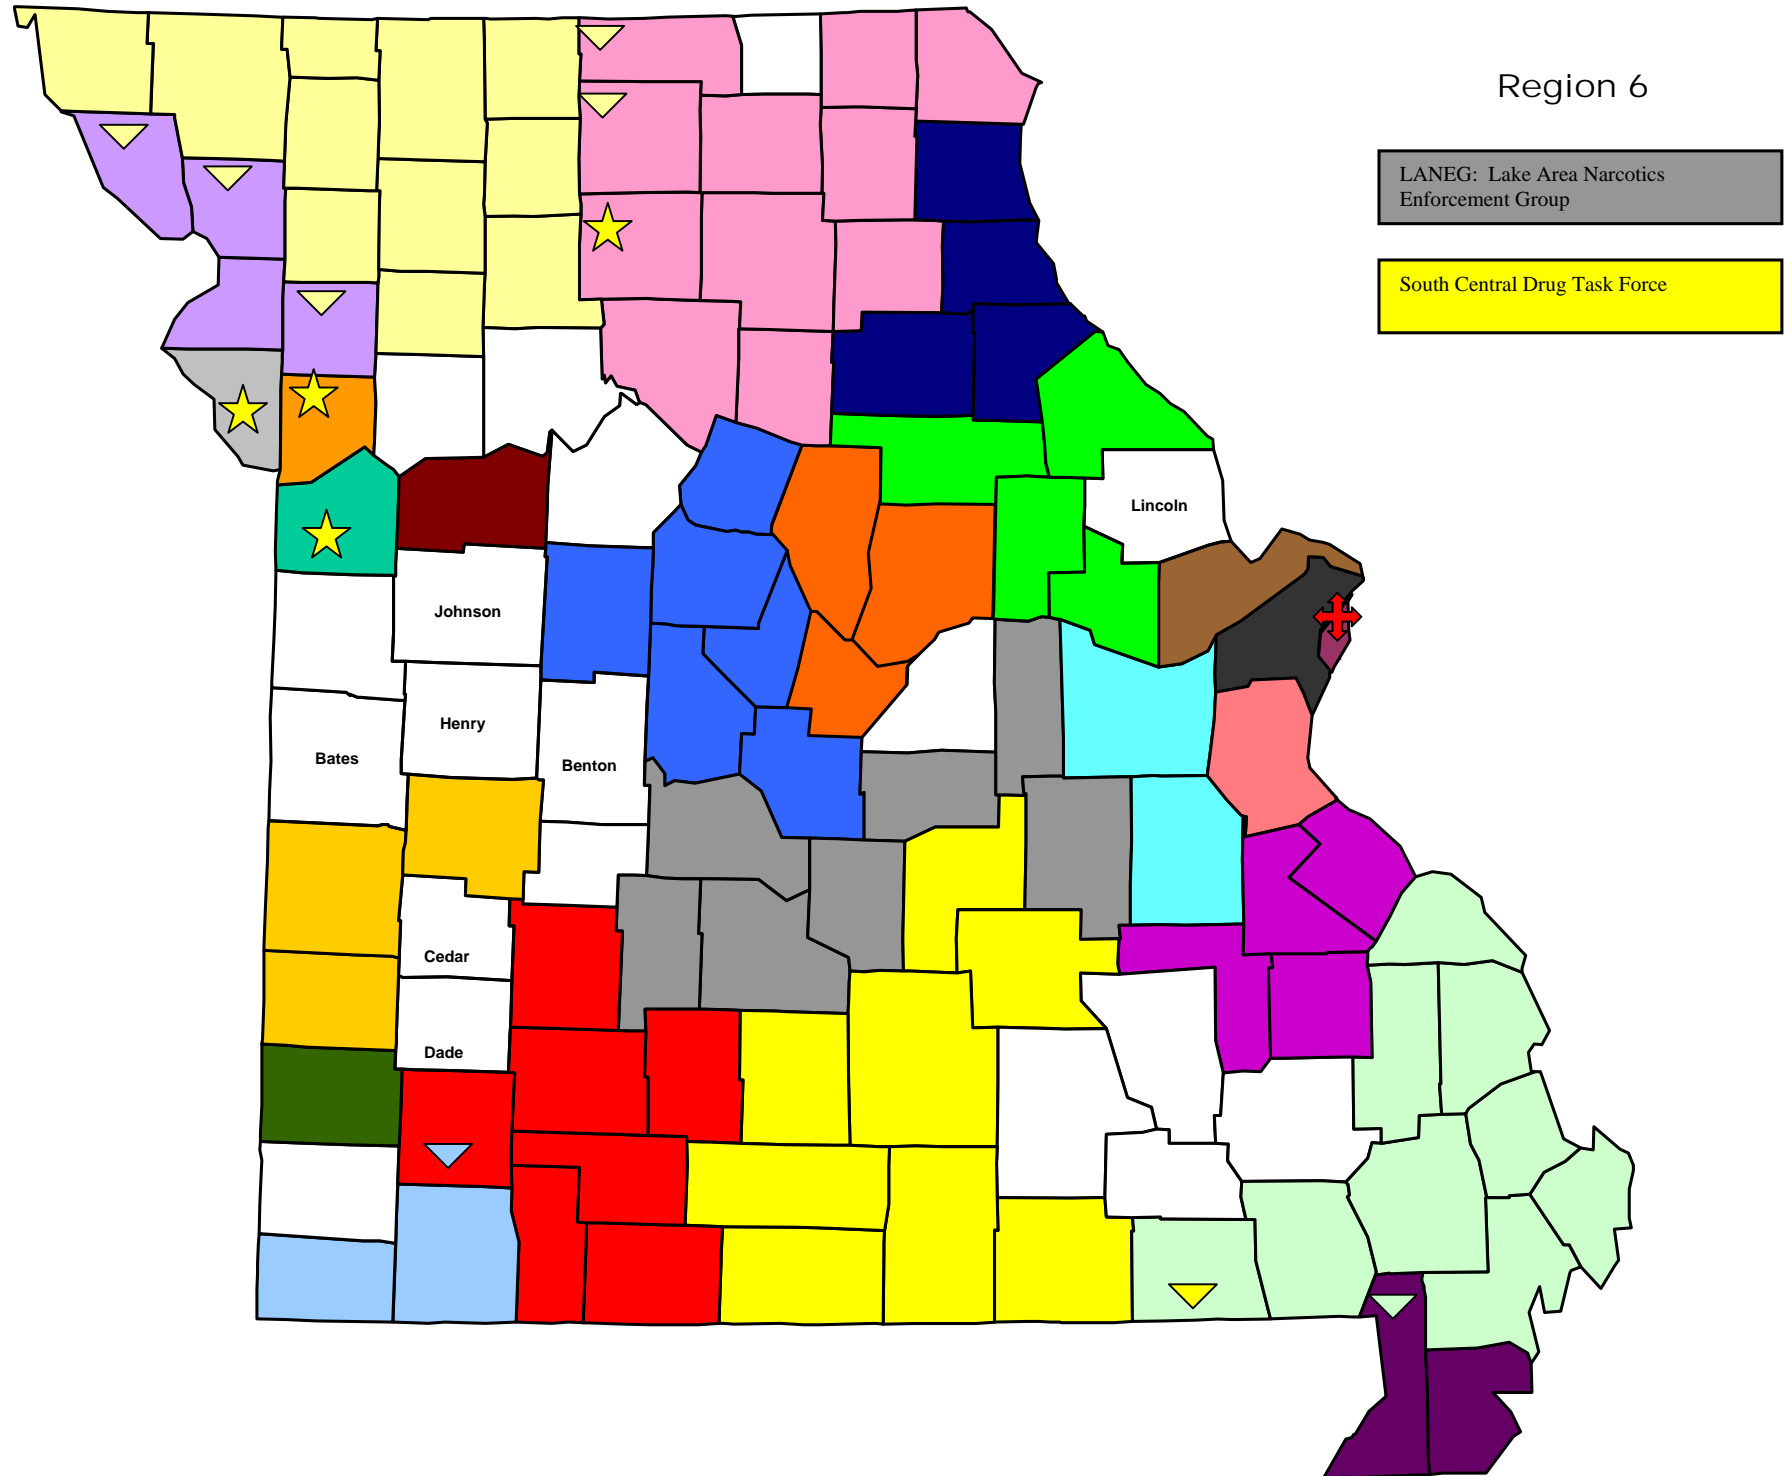 Region 6
LANEG: Lake Area Narcotics
Enforcement Group
South Central Drug Task Force
Lincoln
Johnson
Henry
Bates
Benton
Cedar
Dade